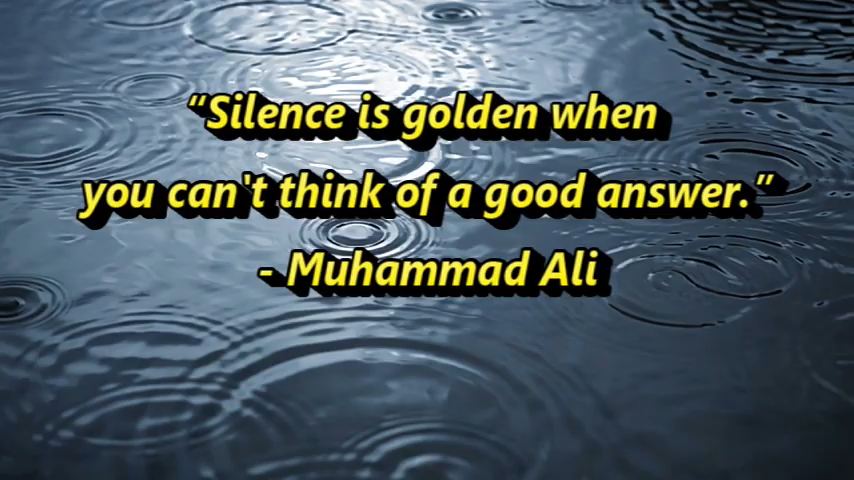 “Silence is golden when
you can't think of a good answer.”
- Muhammad Ali